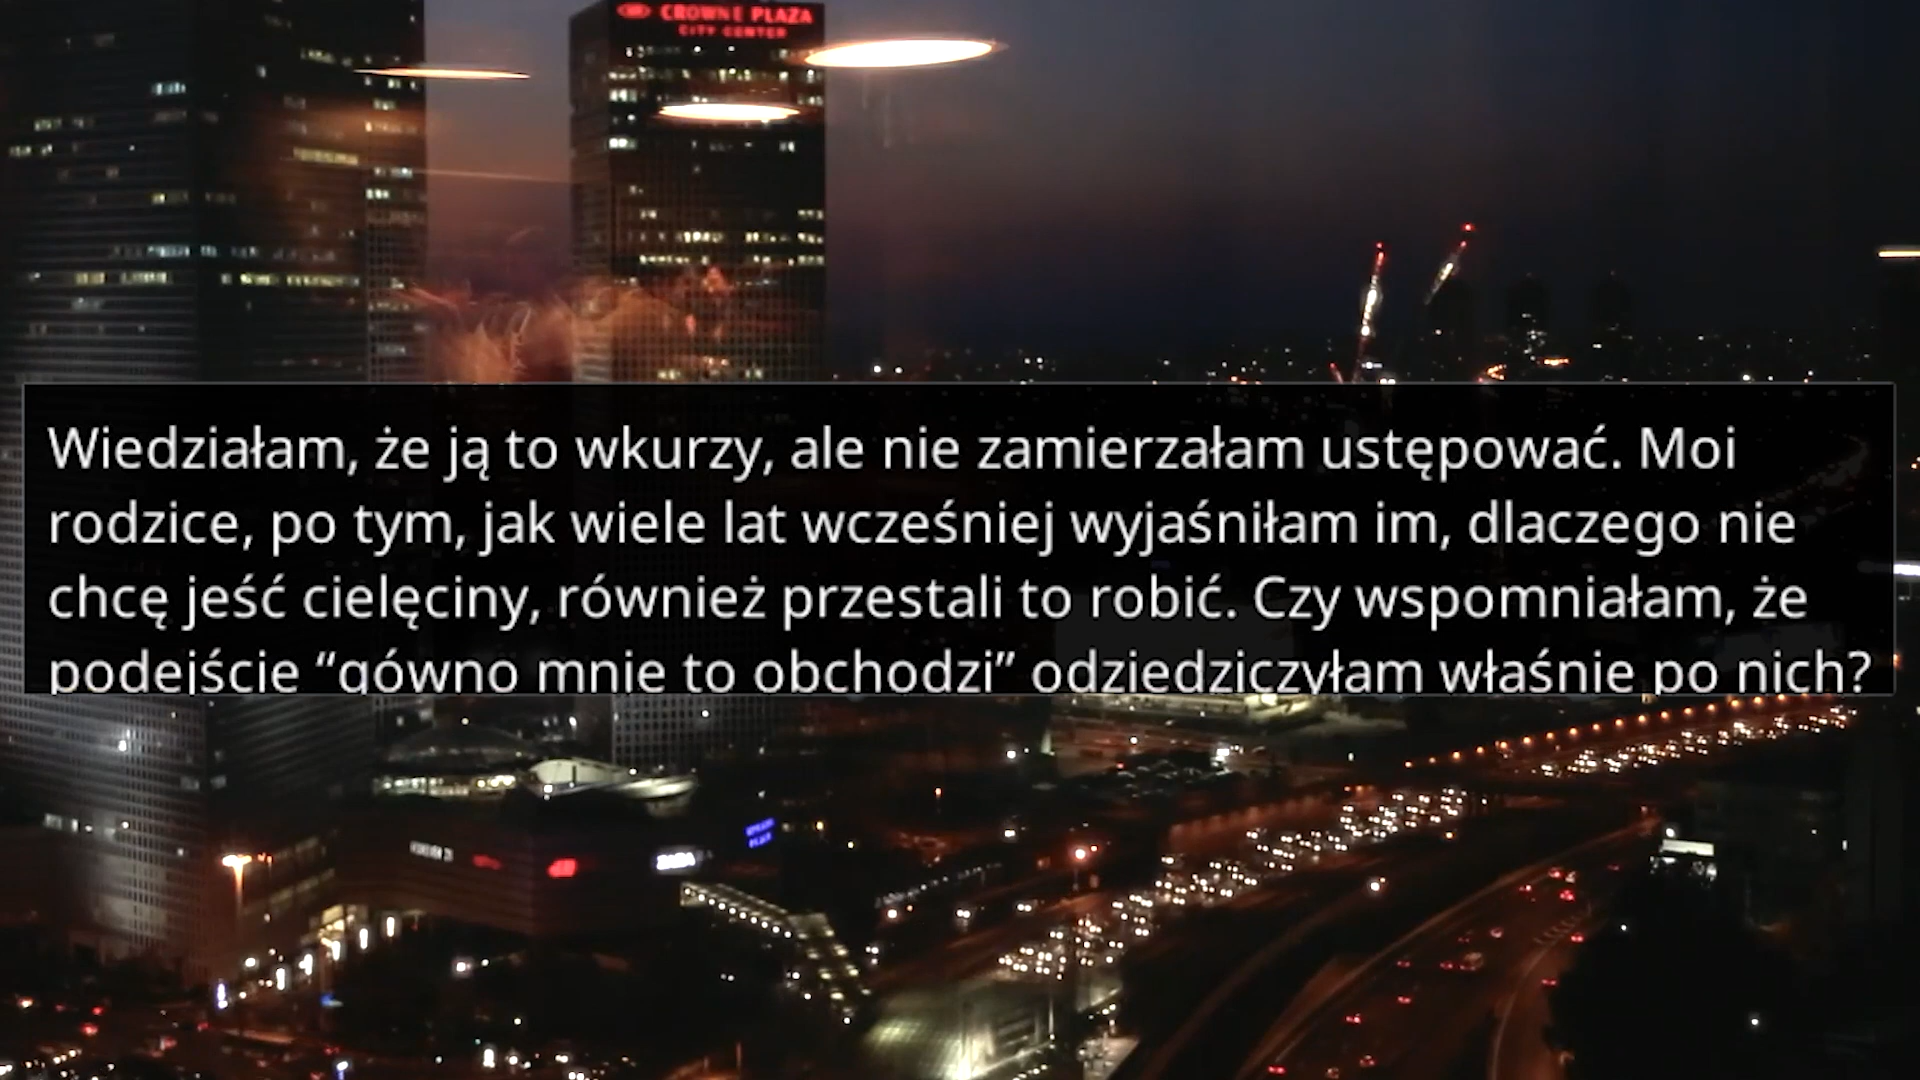 CROWNE PLAZA
CITY CENTER
Wiedziałam, że ją to wkurzy, ale nie zamierzałam ustępować. Moi
rodzice, po tym, jak wiele lat wcześniej wyjaśniłam im, dlaczego nie
chcę jeść cielęciny, również przestali to robić. Czy wspomniałam, że
podejście “gówno mnie to obchodzi” odziedziczyłam właśnie po nich?
ZARA